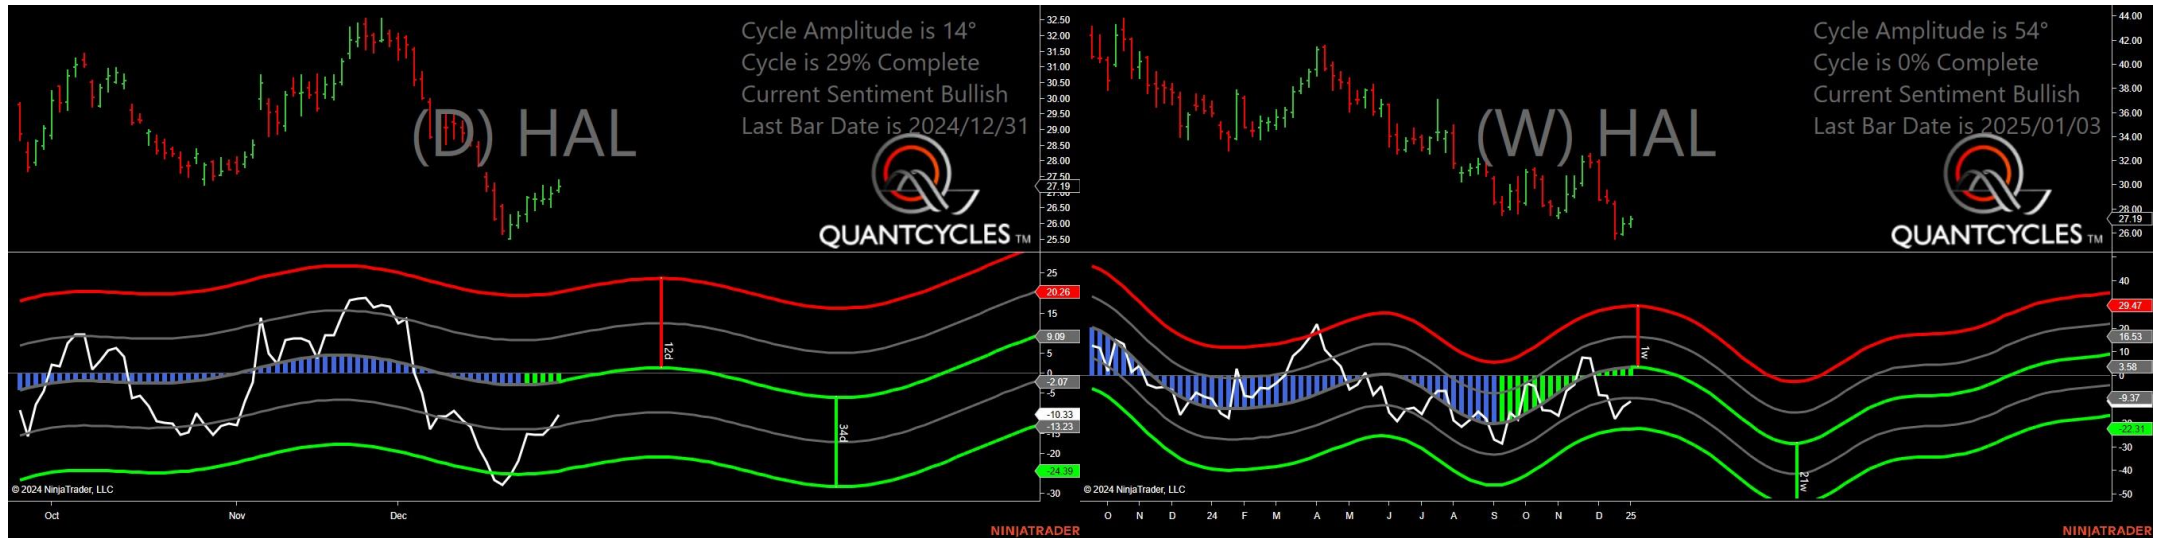 Cycle Amplitude is 14°
Cycle is 29% Complete
Current Sentiment Bullish
Last Bar Date is 2024/12/31
(D) HAL
QUANTCYCLES TM
32.50
32.00
31.50
31.00
30.50
30.00
29.50
29.00
28.50
28.00
27.50
27.19
26.50
26.00
25.50
25
20.26
15
9.09
5
0
-2.07
-5
-10.33
-13.23
-20
-24.39
-30
12d
34d
© 2024 NinjaTrader, LLC
Oct Nov Dec
NINJATRADER
Cycle Amplitude is 54°
Cycle is 0% Complete
Current Sentiment Bullish
Last Bar Date is 2025/01/03
(W) HAL
QUANTCYCLES TM
44.00
42.00
40.00
38.00
36.00
34.00
32.00
30.00
28.00
27.19
26.00
40
29.47
20
16.53
10
3.58
0
-9.37
-22.31
-30
-40
-50
1w
21w
© 2024 NinjaTrader, LLC
O N D 24 F M A M J J A S O N D 25
NINJATRADER